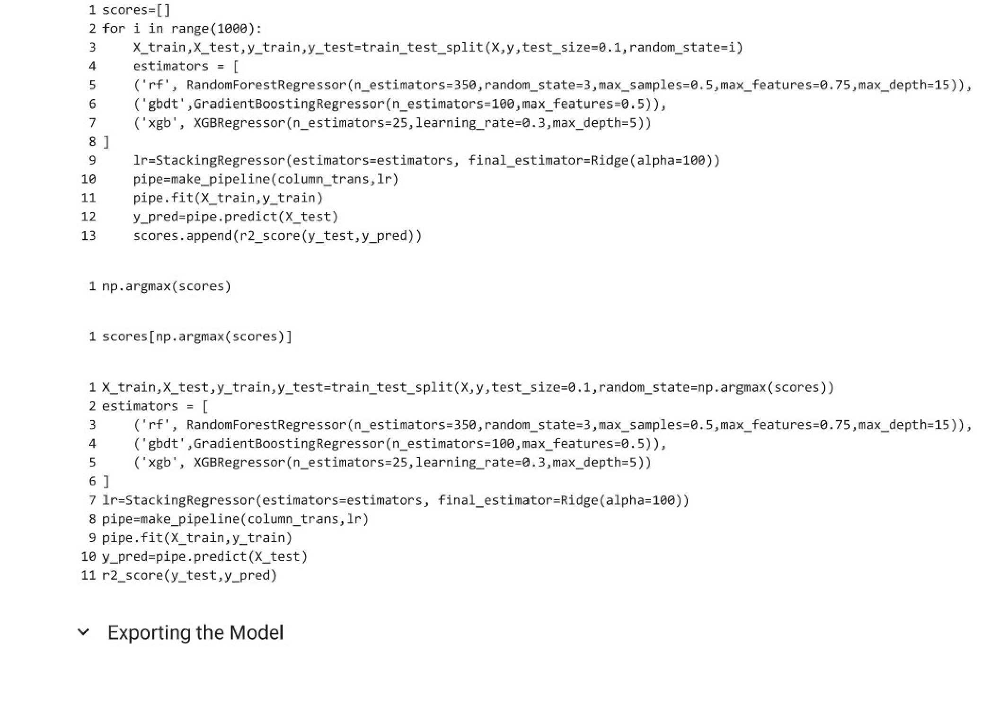 1 scores=[]
2 for i in range(1000):
3     X_train,X_test,y_train,y_test=train_test_split(X,y,test_size=0.1,random_state=i)
4     estimators = [
5     ('rf', RandomForestRegressor(n_estimators=350,random_state=3,max_samples=0.5,max_features=0.75,max_depth=15)),
6     ('gbdt',GradientBoostingRegressor(n_estimators=100,max_features=0.5)),
7     ('xgb', XGBRegressor(n_estimators=25,learning_rate=0.3,max_depth=5))
8 ]
9     lr=StackingRegressor(estimators=estimators, final_estimator=Ridge(alpha=100))
10     pipe=make_pipeline(column_trans,lr)
11     pipe.fit(X_train,y_train)
12     y_pred=pipe.predict(X_test)
13     scores.append(r2_score(y_test,y_pred))
1 np.argmax(scores)
1 scores[np.argmax(scores)]
1 X_train,X_test,y_train,y_test=train_test_split(X,y,test_size=0.1,random_state=np.argmax(scores))
2 estimators = [
3     ('rf', RandomForestRegressor(n_estimators=350,random_state=3,max_samples=0.5,max_features=0.75,max_depth=15)),
4     ('gbdt',GradientBoostingRegressor(n_estimators=100,max_features=0.5)),
5     ('xgb', XGBRegressor(n_estimators=25,learning_rate=0.3,max_depth=5))
6 ]
7 lr=StackingRegressor(estimators=estimators, final_estimator=Ridge(alpha=100))
8 pipe=make_pipeline(column_trans,lr)
9 pipe.fit(X_train,y_train)
10 y_pred=pipe.predict(X_test)
11 r2_score(y_test,y_pred)
Exporting the Model